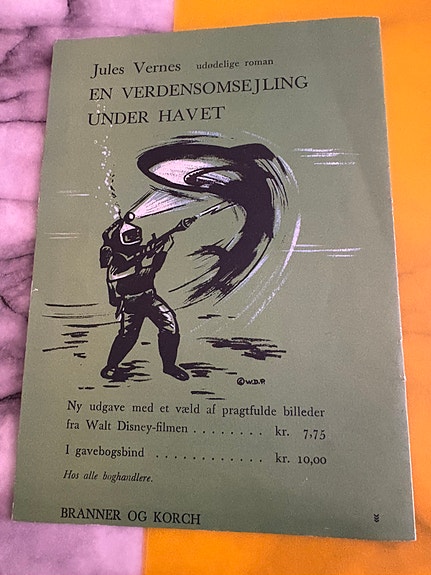 Jules Vernes udødelige roman
EN VERDENSOMSEJLING
UNDER HAVET
© W.D.P.
Ny udgave med et væld af pragtfulde billeder
fra Walt Disney-filmen . . . . . . . . kr. 7,75
I gavebogsbind . . . . . . . . . . . . kr. 10,00
Hos alle boghandlere.
BRANNER OG KORCH